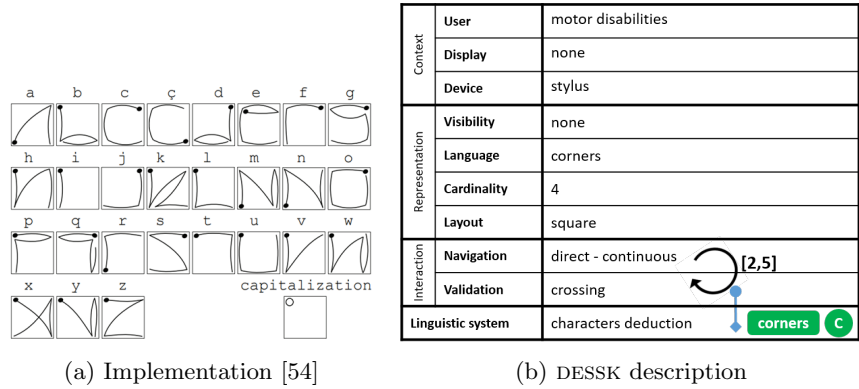 a b c ç d e f g
h i j k l m n o
p q r s t u v w
x y z capitalization
(a) Implementation [54]
Context
User motor disabilities
Display none
Device stylus
Representation
Visibility none
Language corners
Cardinality 4
Layout square
Interaction
Navigation direct - continuous [2,5]
Validation crossing
Linguistic system characters deduction corners C
(b) DESSK description